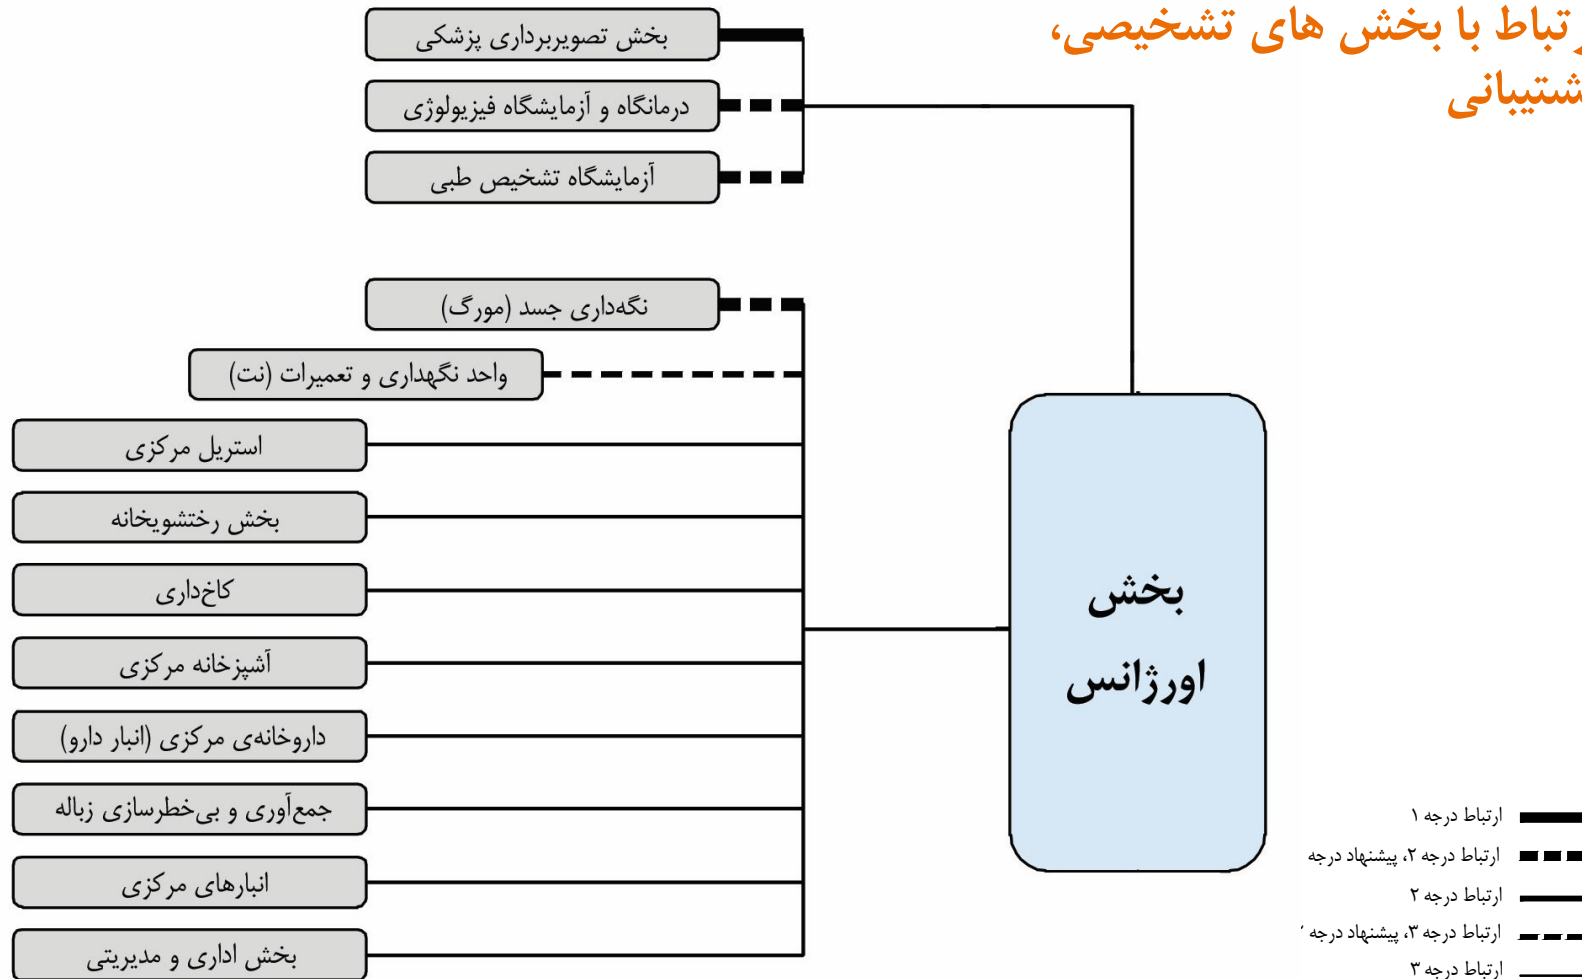 تباط با بخش های تشخیصی،
شتیبانی
بخش تصویربرداری پزشکی
درمانگاه و آزمایشگاه فیزیولوژی
آزمایشگاه تشخیص طبی
نگه‌داری جسد (مورگ)
واحد نگهداری و تعمیرات (نت)
استریل مرکزی
بخش رختشویخانه
کاخ‌داری
آشپزخانه مرکزی
داروخانه‌ی مرکزی (انبار دارو)
جمع‌آوری و بی‌خطرسازی زباله
انبارهای مرکزی
بخش اداری و مدیریتی
بخش
اورژانس
ارتباط درجه ۱
ارتباط درجه ۲، پیشنهاد درجه
ارتباط درجه ۲
ارتباط درجه ۳، پیشنهاد درجه
ارتباط درجه ۳